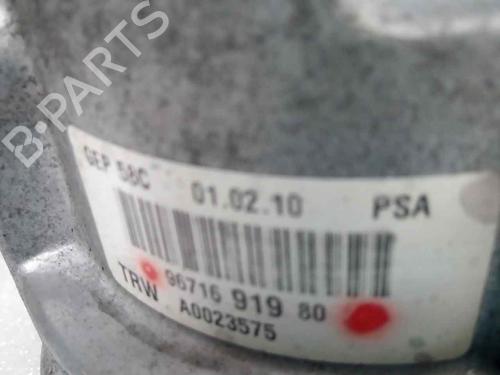 B-PARTS
GEP 58C 01.02.10 PSA
96716 919 80
TRW A0023575